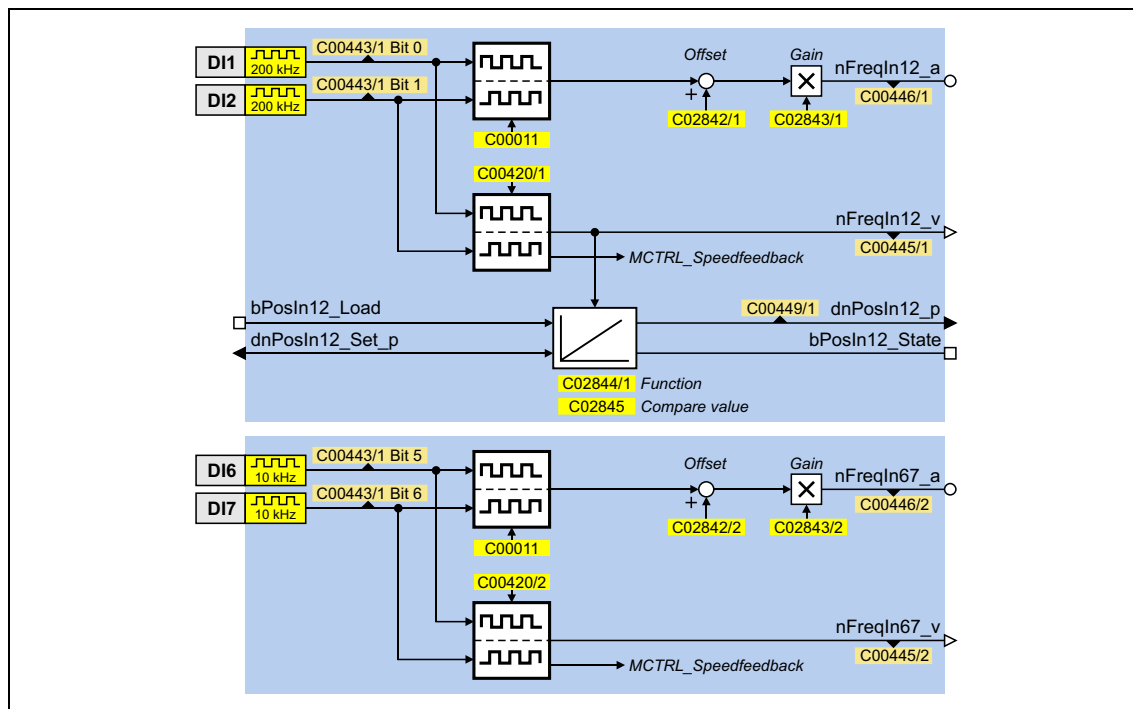 DI1 200 kHz C00443/1 Bit 0
DI2 200 kHz C00443/1 Bit 1
C00011
Offset
+
C02842/1
Gain
C02843/1
nFreqIn12_a
C00446/1
C00420/1
nFreqIn12_v
C00445/1
MCTRL_Speedfeedback
bPosIn12_Load
dnPosIn12_Set_p
C00449/1
dnPosIn12_p
bPosIn12_State
C02844/1 Function
C02845 Compare value
DI6 10 kHz C00443/1 Bit 5
DI7 10 kHz C00443/1 Bit 6
C00011
Offset
+
C02842/2
Gain
C02843/2
nFreqIn67_a
C00446/2
C00420/2
nFreqIn67_v
C00445/2
MCTRL_Speedfeedback